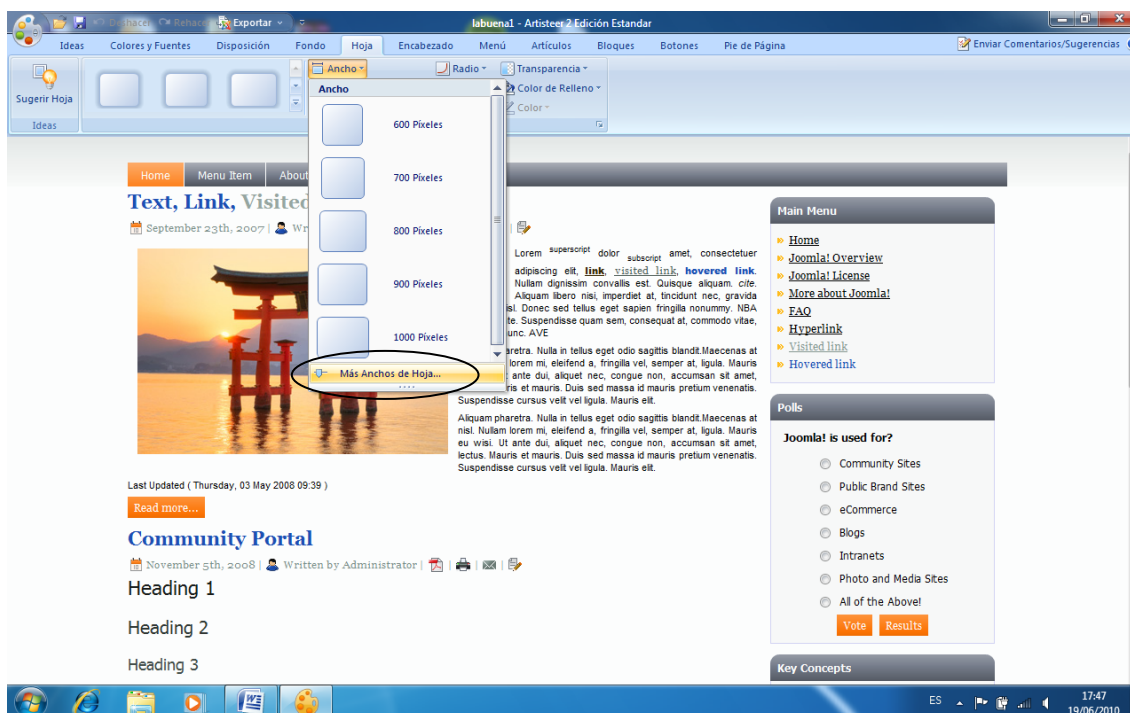 Deshacer Rehacer Exportar labuena1 - Artisteer 2 Edición Estandar
Ideas Colores y Fuentes Disposición Fondo Hoja Encabezado Menú Artículos Bloques Botones Pie de Página Enviar Comentarios/Sugerencias
Sugerir Hoja
Ideas
Ancho Radio Transparencia
Color de Relleno
Color
Ancho
600 Píxeles
700 Píxeles
800 Píxeles
900 Píxeles
1000 Píxeles
Más Anchos de Hoja...
Home Menu Item About
Text, Link, Visited
September 23th, 2007 | Wr
Lorem superscript dolor subscript amet, consectetuer
adipiscing elit, link, visited link, hovered link.
Nullam dignissim convallis est. Quisque aliquam. cite.
Aliquam libero nisi, imperdiet at, tincidunt nec, gravida
isl. Donec sed tellus eget sapien fringilla nonummy. NBA
te. Suspendisse quam sem, consequat at, commodo vitae,
unc. AVE
aretra. Nulla in tellus eget odio sagittis blandit.Maecenas at
lorem mi, eleifend a, fringilla vel, semper at, ligula. Mauris
ante dui, aliquet nec, congue non, accumsan sit amet,
ris et mauris. Duis sed massa id mauris pretium venenatis.
Suspendisse cursus velit vel ligula. Mauris elit.
Aliquam pharetra. Nulla in tellus eget odio sagittis blandit.Maecenas at
nisl. Nullam lorem mi, eleifend a, fringilla vel, semper at, ligula. Mauris
eu wisi. Ut ante dui, aliquet nec, congue non, accumsan sit amet,
lectus. Mauris et mauris. Duis sed massa id mauris pretium venenatis.
Suspendisse cursus velit vel ligula. Mauris elit.
Last Updated ( Thursday, 03 May 2008 09:39 )
Read more...
Community Portal
November 5th, 2008 | Written by Administrator | | | |
Heading 1
Heading 2
Heading 3
Main Menu
Home
Joomla! Overview
Joomla! License
More about Joomla!
FAQ
Hyperlink
Visited link
Hovered link
Polls
Joomla! is used for?
Community Sites
Public Brand Sites
eCommerce
Blogs
Intranets
Photo and Media Sites
All of the Above!
Vote Results
Key Concepts
ES 17:47
19/06/2010